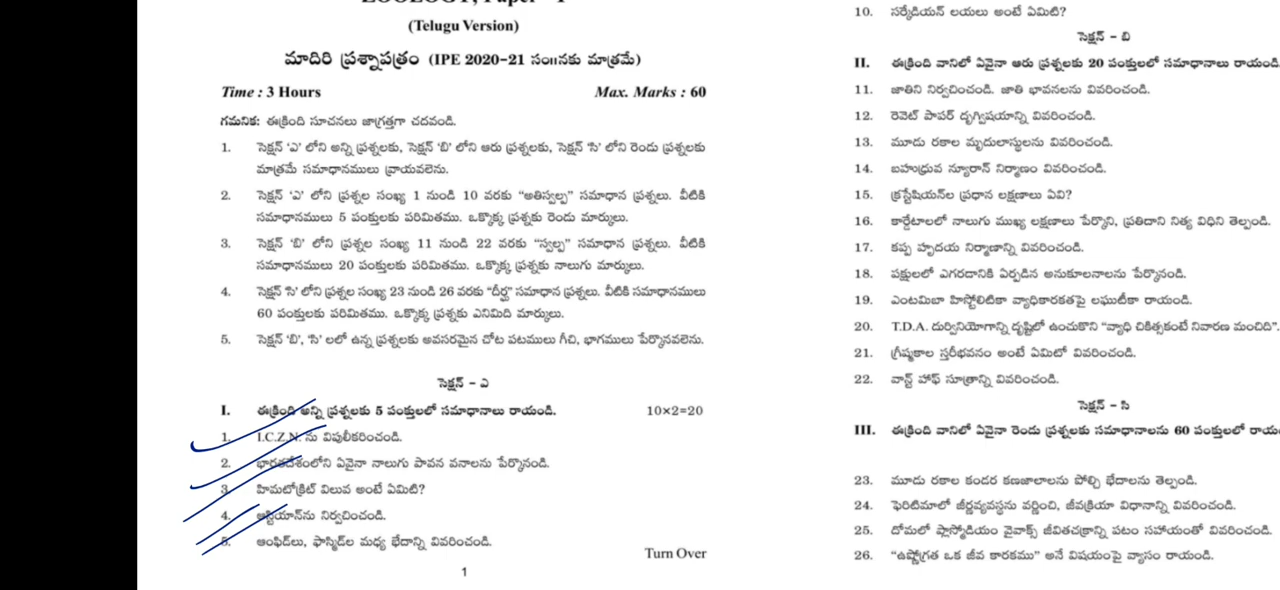 ZOOLOGY, Paper - I
(Telugu Version)
మాదిరి ప్రశ్నాపత్రం (IPE 2020-21 సం॥నకు మాత్రమే)
Time : 3 Hours Max. Marks : 60
గమనిక: ఈక్రింది సూచనలు జాగ్రత్తగా చదవండి.
1. సెక్షన్ ‘ఎ’ లోని అన్ని ప్రశ్నలకు, సెక్షన్ ‘బి’ లోని ఆరు ప్రశ్నలకు, సెక్షన్ ‘సి’ లోని రెండు ప్రశ్నలకు
మాత్రమే సమాధానములు వ్రాయవలెను.
2. సెక్షన్ ‘ఎ’ లోని ప్రశ్నల సంఖ్య 1 నుండి 10 వరకు “అతిస్వల్ప” సమాధాన ప్రశ్నలు. వీటికి
సమాధానములు 5 పంక్తులకు పరిమితము. ఒక్కొక్క ప్రశ్నకు రెండు మార్కులు.
3. సెక్షన్ ‘బి’ లోని ప్రశ్నల సంఖ్య 11 నుండి 22 వరకు “స్వల్ప” సమాధాన ప్రశ్నలు. వీటికి
సమాధానములు 20 పంక్తులకు పరిమితము. ఒక్కొక్క ప్రశ్నకు నాలుగు మార్కులు.
4. సెక్షన్ ‘సి’ లోని ప్రశ్నల సంఖ్య 23 నుండి 26 వరకు “దీర్ఘ” సమాధాన ప్రశ్నలు. వీటికి సమాధానములు
60 పంక్తులకు పరిమితము. ఒక్కొక్క ప్రశ్నకు ఎనిమిది మార్కులు.
5. సెక్షన్ ‘బి’, ‘సి’ లలో ఉన్న ప్రశ్నలకు అవసరమైన చోట పటములు గీచి, భాగములు పేర్కొనవలెను.
సెక్షన్ - ఎ
I. ఈక్రింది అన్ని ప్రశ్నలకు 5 పంక్తులలో సమాధానాలు రాయండి. 10×2=20
1. I.C.Z.N. ను విపులీకరించండి.
2. భారతదేశంలోని ఏవైనా నాలుగు పావన వనాలను పేర్కొనండి.
3. హిమటోక్రిట్ విలువ అంటే ఏమిటి?
4. ఆస్టియాన్‌ను నిర్వచించండి.
5. ఆంఫిడ్‌లు, ఫాస్మిడ్‌ల మధ్య భేదాన్ని వివరించండి.
Turn Over
1
10. సర్కేడియన్ లయలు అంటే ఏమిటి?
సెక్షన్ - బి
II. ఈక్రింది వానిలో ఏవైనా ఆరు ప్రశ్నలకు 20 పంక్తులలో సమాధానాలు రాయండి.
11. జాతిని నిర్వచించండి. జాతి భావనలను వివరించండి.
12. రివెట్ పాపర్ దృగ్విషయాన్ని వివరించండి.
13. మూడు రకాల మృదులాస్థులను వివరించండి.
14. బహుధ్రువ న్యూరాన్ నిర్మాణం వివరించండి.
15. క్రస్టేషియన్‌ల ప్రధాన లక్షణాలు ఏవి?
16. కార్డేటాలలో నాలుగు ముఖ్య లక్షణాలు పేర్కొని, ప్రతిదాని నిత్య విధిని తెల్పండి.
17. కప్ప హృదయ నిర్మాణాన్ని వివరించండి.
18. పక్షులలో ఎగరడానికి ఏర్పడిన అనుకూలనాలను పేర్కొనండి.
19. ఎంటమిబా హిస్టోలిటికా వ్యాధికారకతపై లఘుటీకా రాయండి.
20. T.D.A. దుర్వినియోగాన్ని దృష్టిలో ఉంచుకొని “వ్యాధి చికిత్సకంటే నివారణ మంచిది”.
21. గ్రీష్మకాల స్తరీభవనం అంటే ఏమిటో వివరించండి.
22. వాన్ట్ హాఫ్ సూత్రాన్ని వివరించండి.
సెక్షన్ - సి
III. ఈక్రింది వానిలో ఏవైనా రెండు ప్రశ్నలకు సమాధానాలను 60 పంక్తులలో
23. మూడు రకాల కండర కణజాలాలను పోల్చి భేదాలను తెల్పండి.
24. ఫెరిటిమాలో జీర్ణవ్యవస్థను వర్ణించి, జీవక్రియా విధానాన్ని వివరించండి.
25. దోమలో ప్లాస్మోడియం వైవాక్స్ జీవితచక్రాన్ని పటం సహాయంతో వివరించండి.
26. “ఉష్ణోగ్రత ఒక జీవ కారకము” అనే విషయంపై వ్యాసం రాయండి.